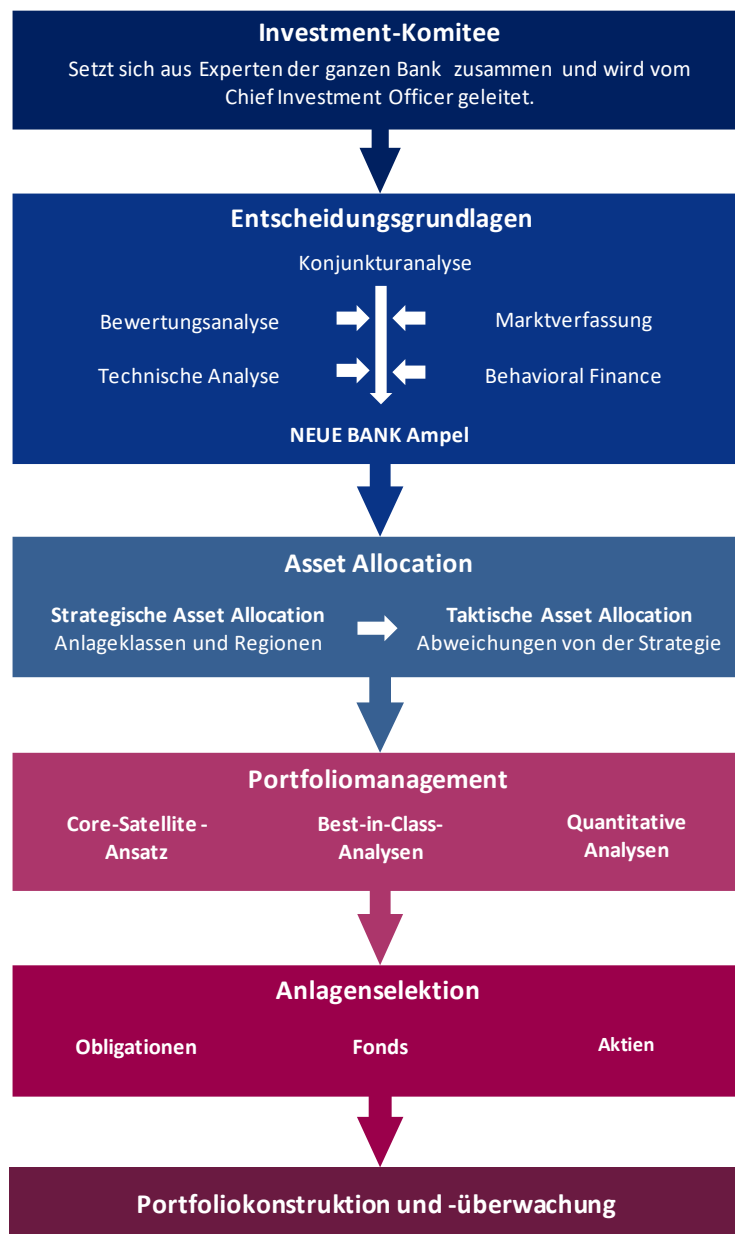 Investment-Komitee
Setzt sich aus Experten der ganzen Bank zusammen und wird vom
Chief Investment Officer geleitet.
Entscheidungsgrundlagen
Konjunkturanalyse
Bewertungsanalyse
Marktverfassung
Technische Analyse
Behavioral Finance
NEUE BANK Ampel
Asset Allocation
Strategische Asset Allocation
Anlageklassen und Regionen
Taktische Asset Allocation
Abweichungen von der Strategie
Portfoliomanagement
Core-Satellite -
Ansatz
Best-in-Class-
Analysen
Quantitative
Analysen
Anlagenselektion
Obligationen
Fonds
Aktien
Portfoliokonstruktion und -überwachung